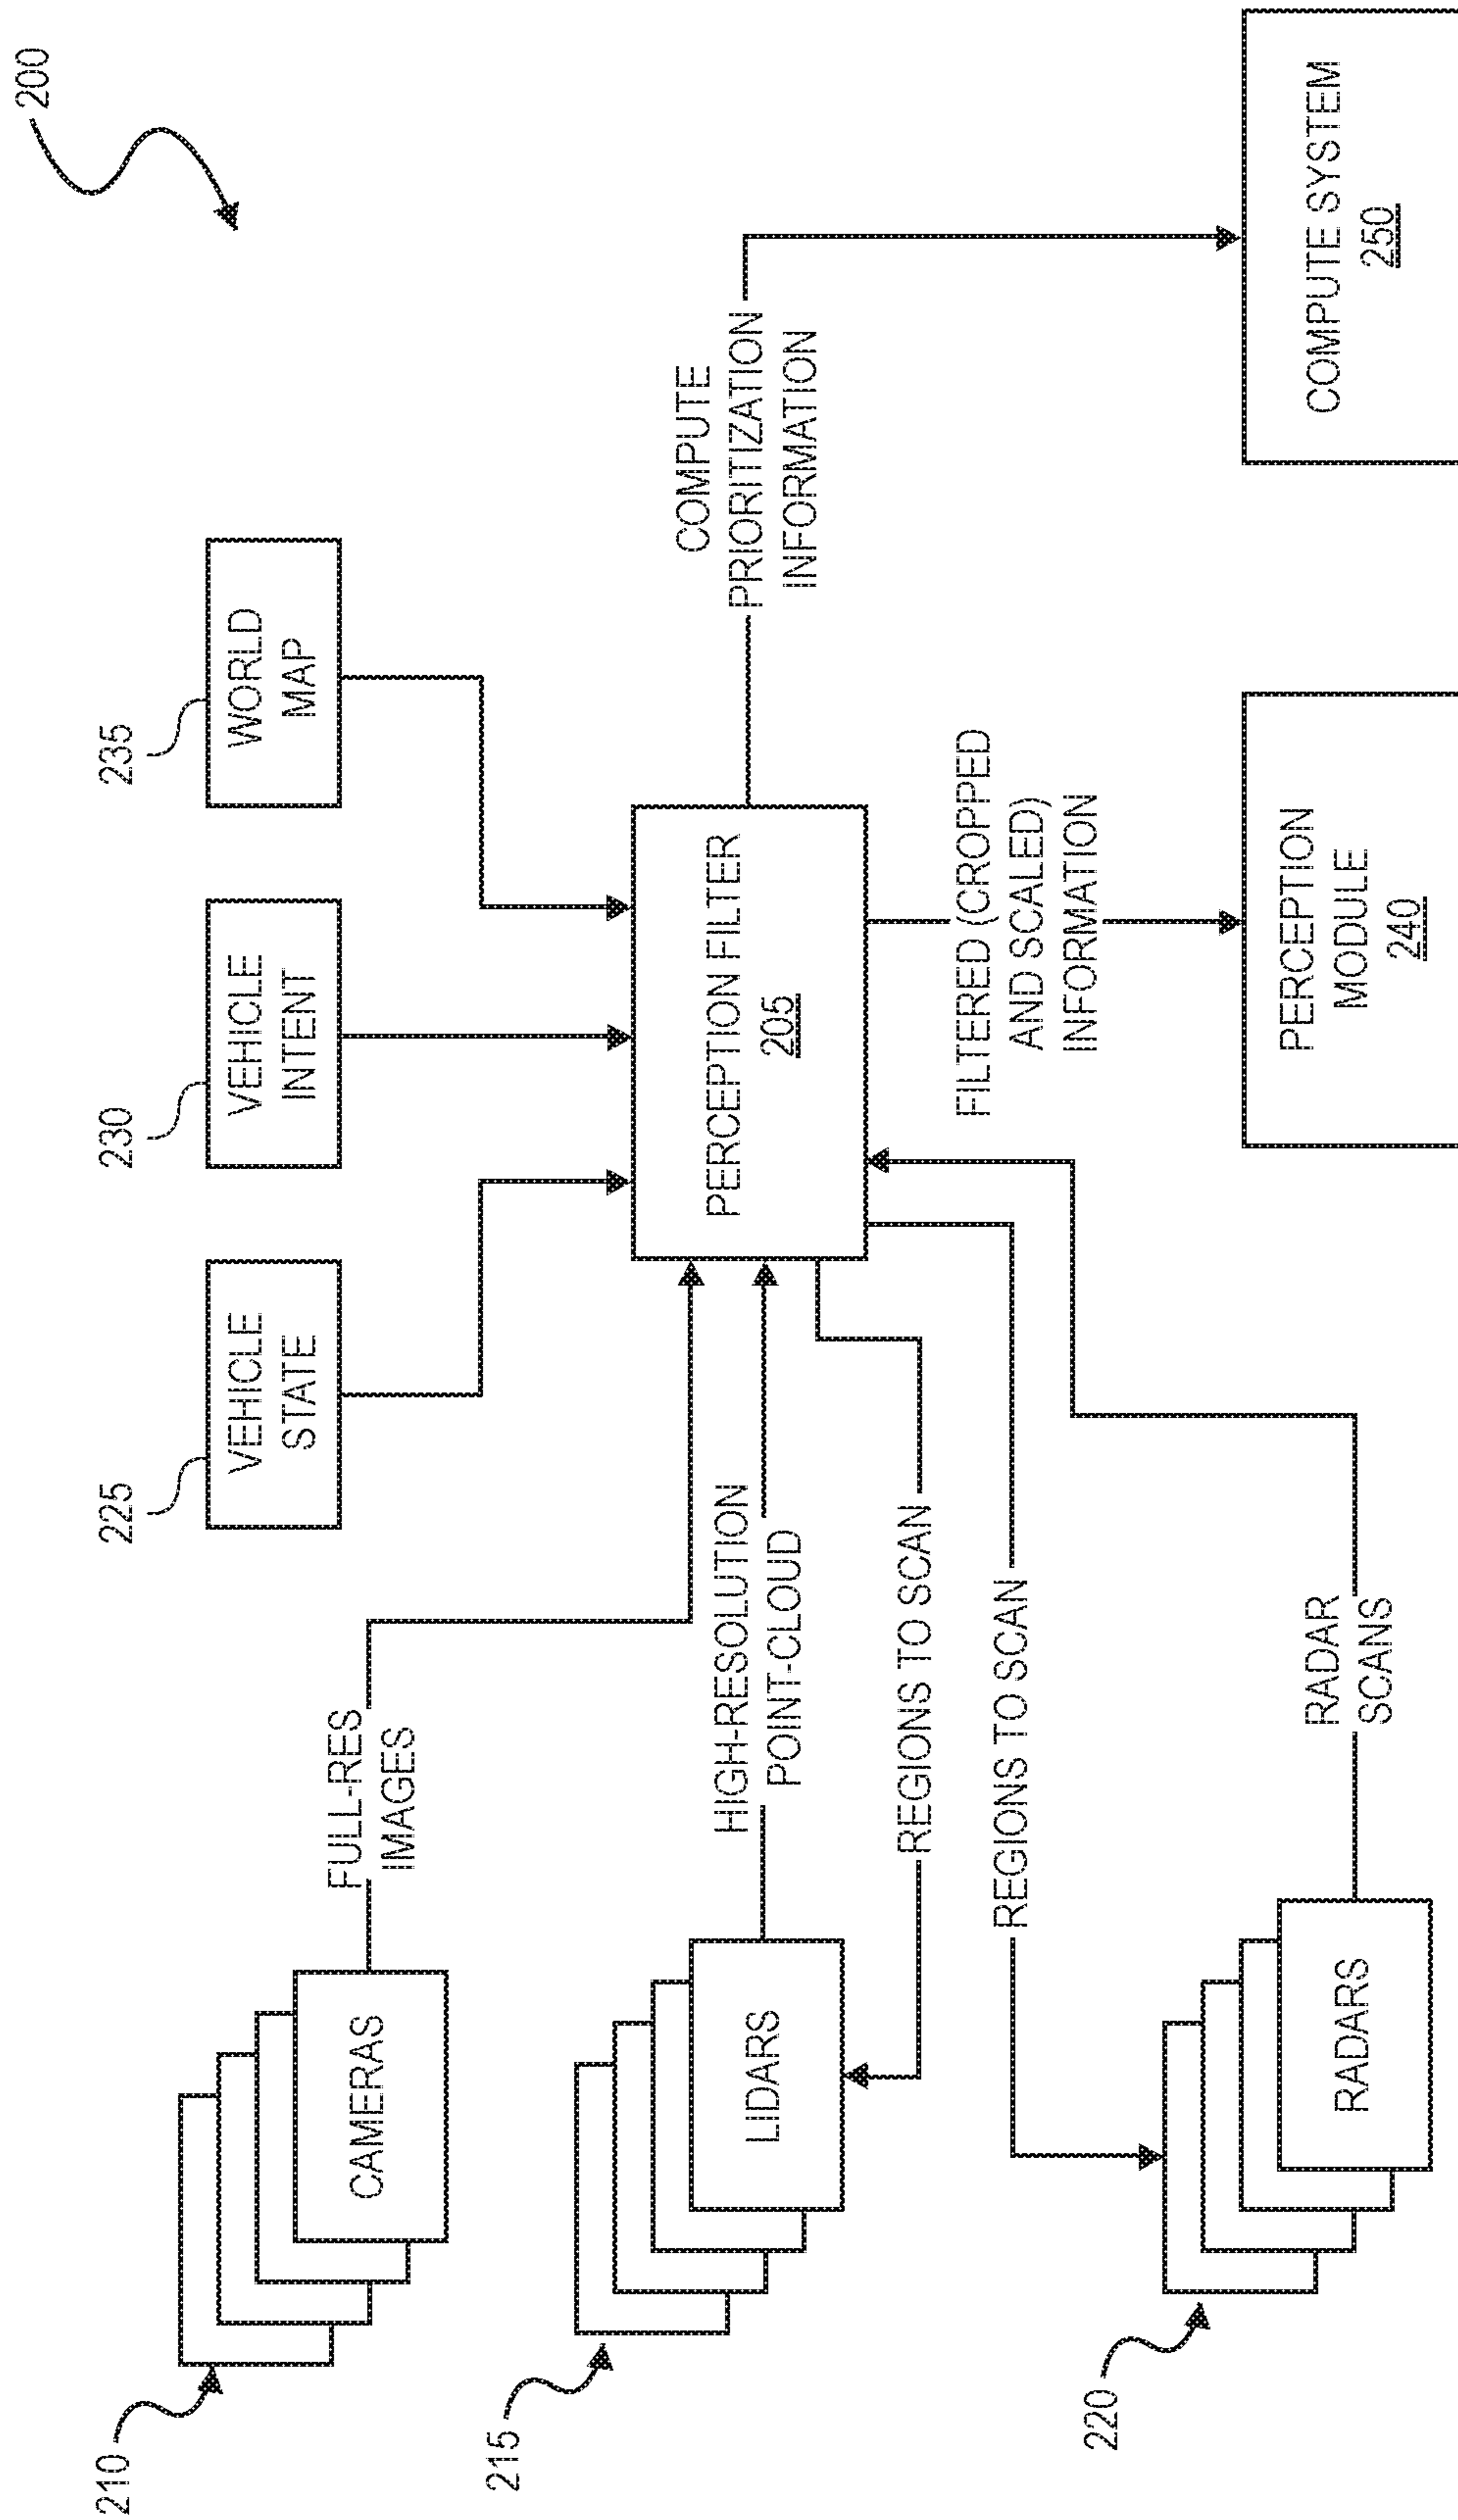 200
225
VEHICLE
STATE
230
VEHICLE
INTENT
235
WORLD
MAP
210
CAMERAS
FULL-RES
IMAGES
215
LIDARS
HIGH-RESOLUTION
POINT-CLOUD
REGIONS TO SCAN
REGIONS TO SCAN
220
RADARS
RADAR
SCANS
PERCEPTION FILTER
205
COMPUTE
PRIORITIZATION
INFORMATION
FILTERED (CROPPED
AND SCALED)
INFORMATION
PERCEPTION
MODULE
240
COMPUTE SYSTEM
250